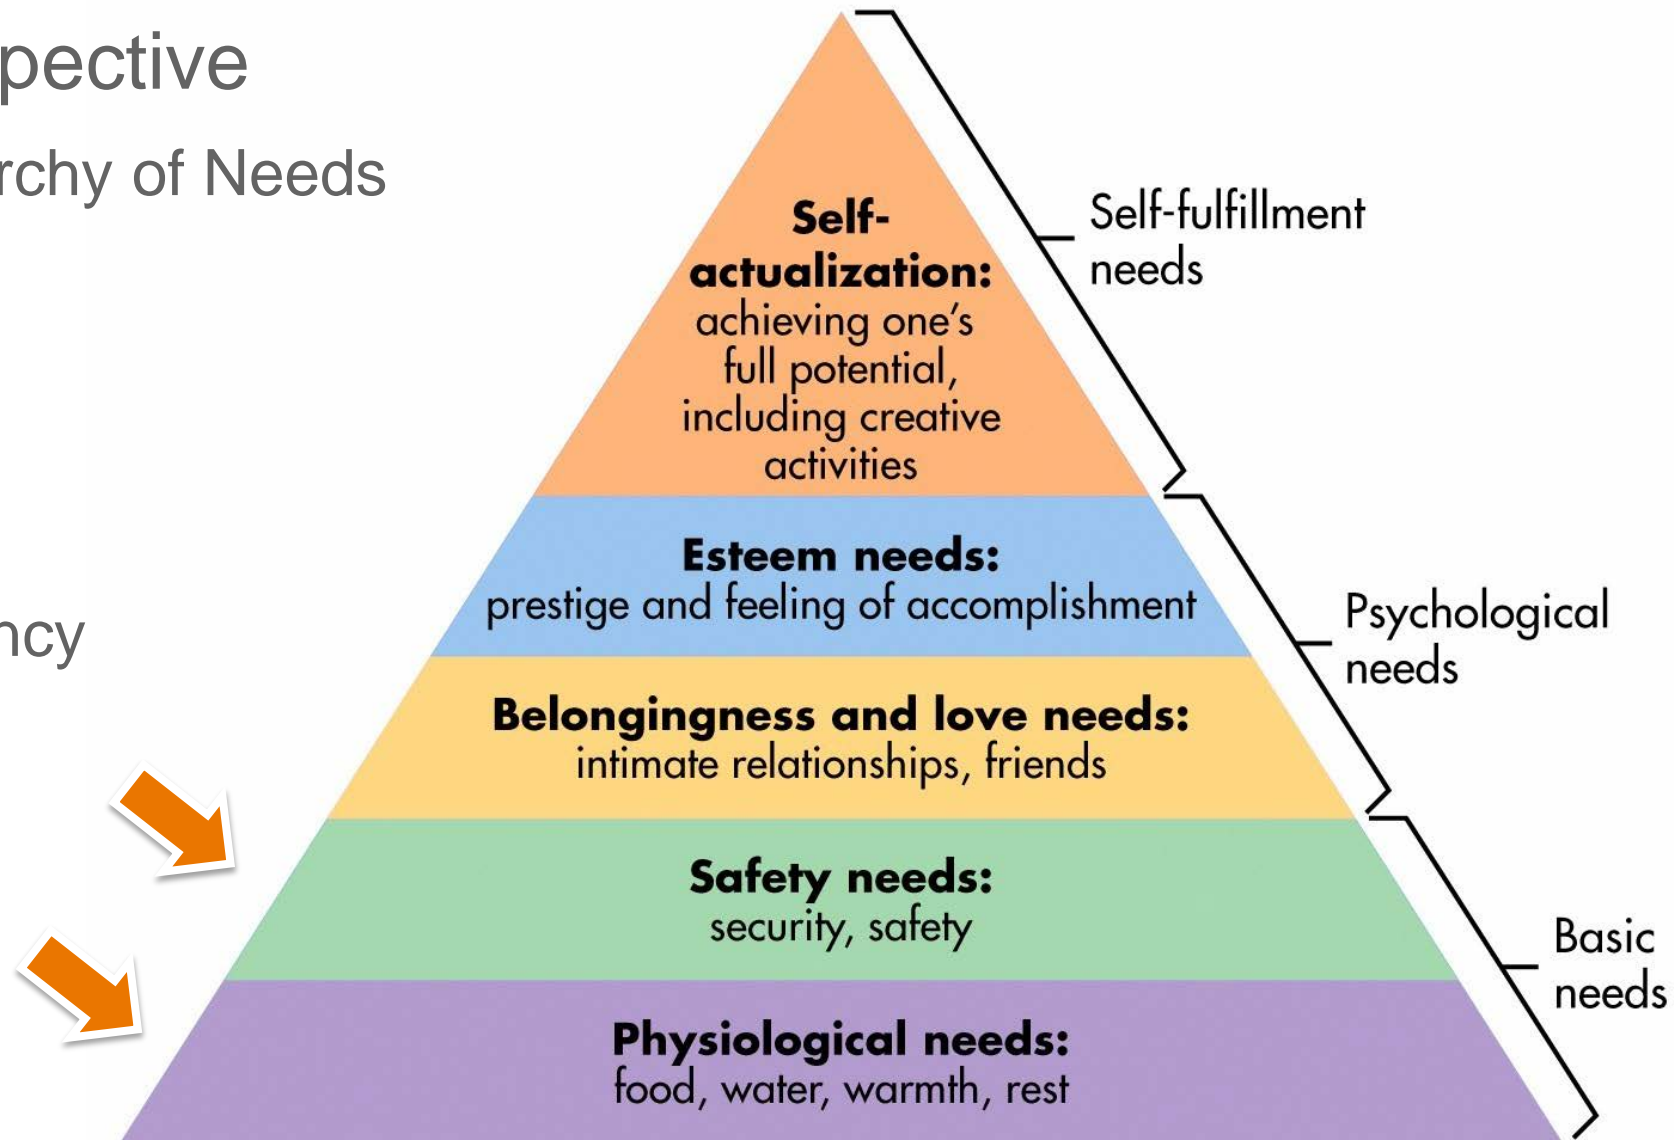 pective
rchy of Needs
ncy
Self-
actualization:
achieving one's
full potential,
including creative
activities
Esteem needs:
prestige and feeling of accomplishment
Belongingness and love needs:
intimate relationships, friends
Safety needs:
security, safety
Physiological needs:
food, water, warmth, rest
Self-fulfillment
needs
Psychological
needs
Basic
needs